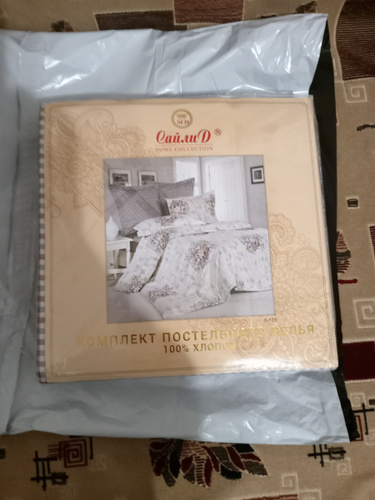 СайлиД ®
HOME COLLECTION
КОМПЛЕКТ ПОСТЕЛЬНОГО БЕЛЬЯ
100% ХЛОПОК